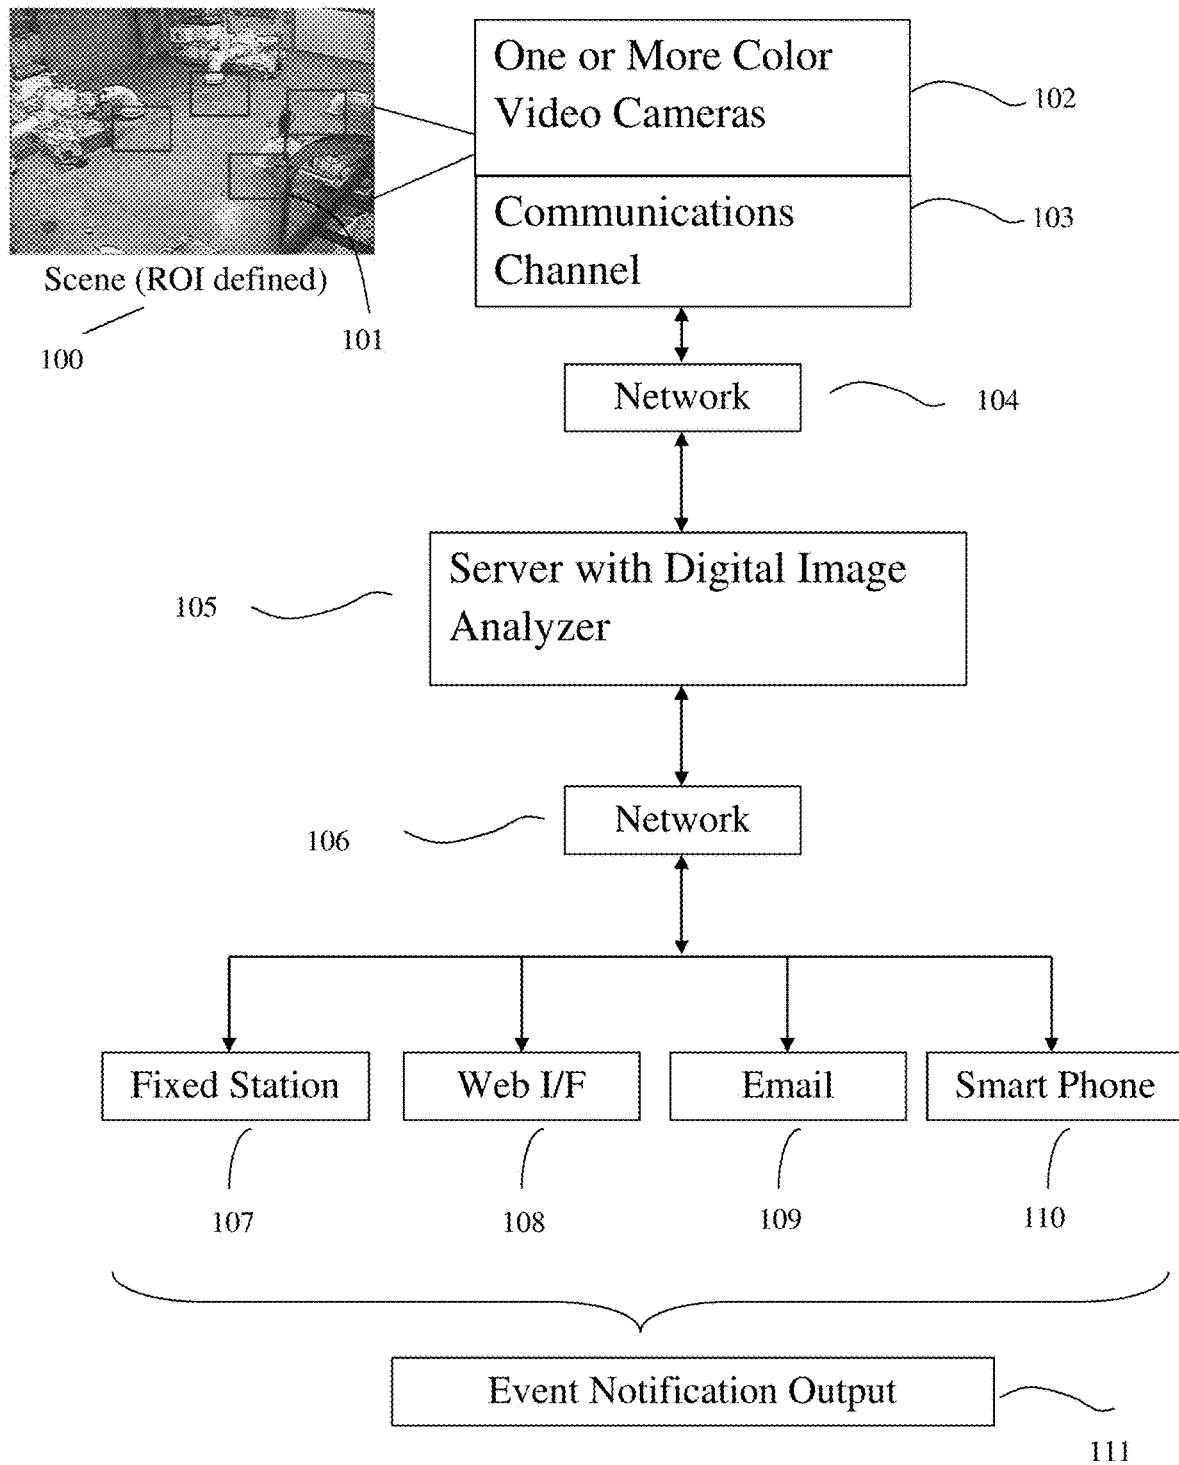 One or More Color
Video Cameras
102
Communications
Channel
103
Scene (ROI defined)
100
101
Network
104
Server with Digital Image
Analyzer
105
Network
106
Fixed Station
Web I/F
Email
Smart Phone
107
108
109
110
Event Notification Output
111